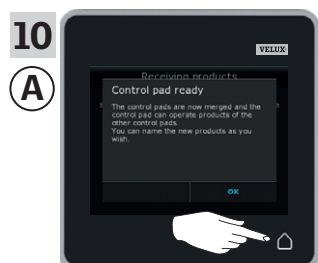 10
A
VELUX
Receiving products
Control pad ready
The control pads are now merged and the
control pad can operate products of the
other control pads.
You can name the new products as you
wish.
OK